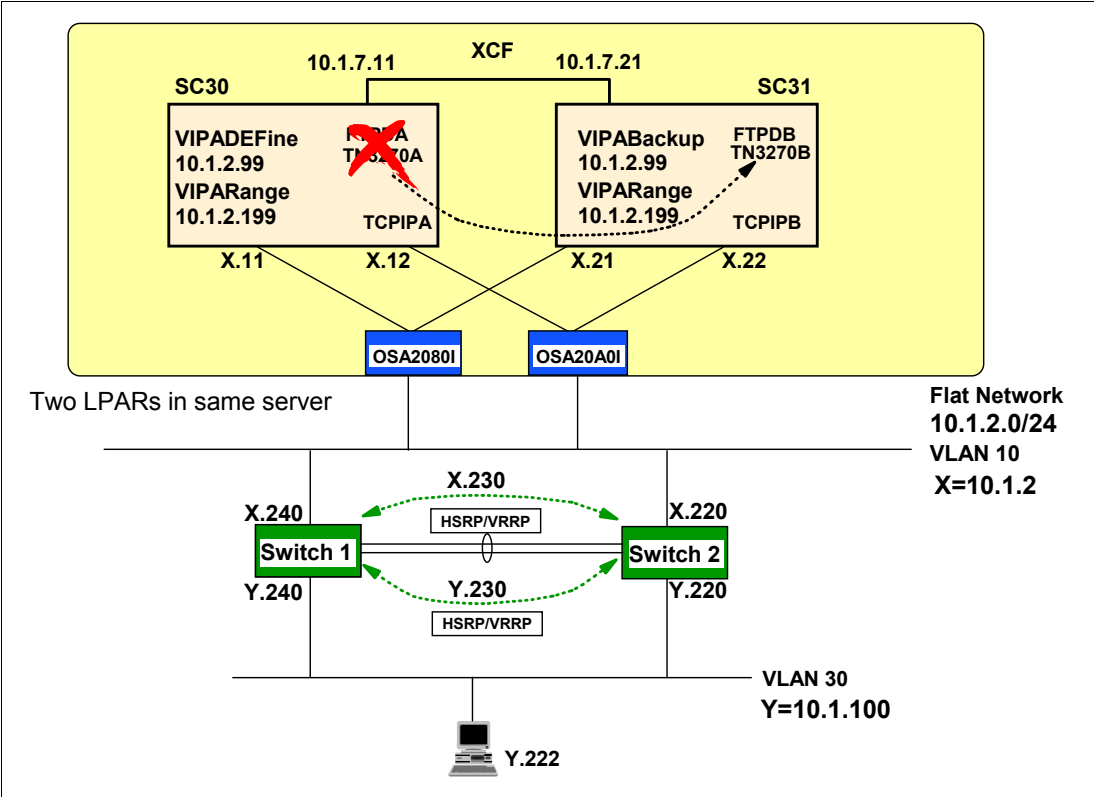 XCF
10.1.7.11
10.1.7.21
SC30
SC31
VIPADEFine
10.1.2.99
VIPARange
10.1.2.199
TN3270A
TCPIPA
VIPABackup
10.1.2.99
VIPARange
10.1.2.199
FTPDB
TN3270B
TCPIPB
X.11
X.12
X.21
X.22
OSA2080I
OSA20A0I
Two LPARs in same server
Flat Network
10.1.2.0/24
VLAN 10
X=10.1.2
X.230
X.240
X.220
HSRP/VRRP
Switch 1
Switch 2
Y.240
Y.230
Y.220
HSRP/VRRP
VLAN 30
Y=10.1.100
Y.222